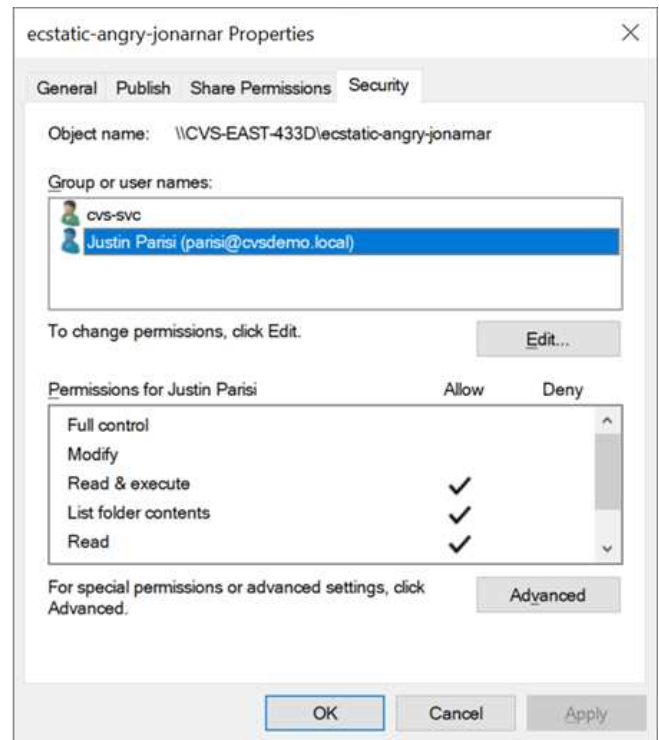 ecstatic-angry-jonarnar Properties
General Publish Share Permissions Security
Object name: \\CVS-EAST-433D\ecstatic-angry-jonarnar
Group or user names:
cvs-svc
Justin Parisi (parisi@cvsdemo.local)
To change permissions, click Edit.
Edit...
Permissions for Justin Parisi Allow Deny
Full control
Modify
Read & execute
List folder contents
Read
For special permissions or advanced settings, click
Advanced.
Advanced
OK Cancel Apply